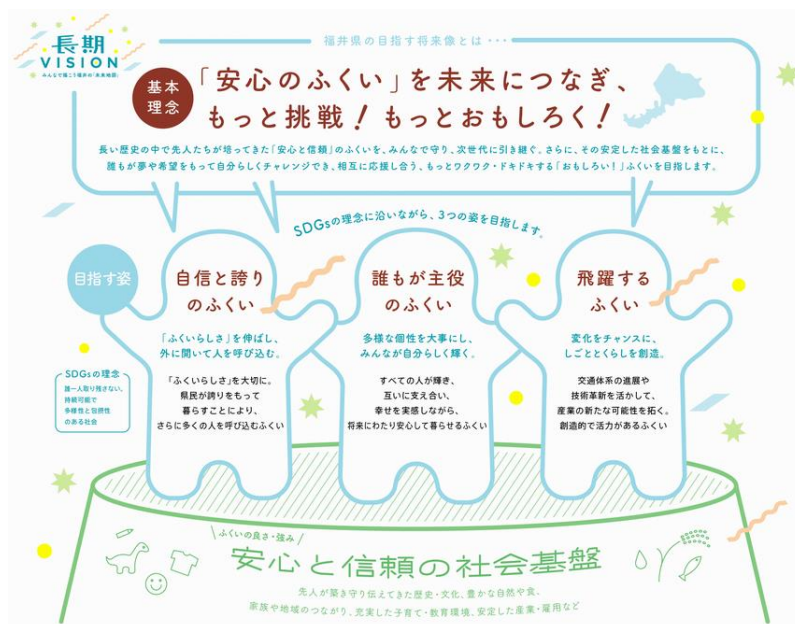 長期
VISION
みんなで描こう福井の「未来地図」
福井県の目指す将来像とは・・・
基本
理念
「安心のふくい」を未来につなぎ、
もっと挑戦！もっとおもしろく！
長い歴史の中で先人たちが培ってきた「安心と信頼」のふくいを、みんなで守り、次世代に引き継ぐ。さらに、その安定した社会基盤をもとに、
誰もが夢や希望をもって自分らしくチャレンジでき、相互に応援し合う、もっとワクワク・ドキドキする「おもしろい！」ふくいを目指します。
SDGsの理念に沿いながら、3つの姿を目指します。
目指す姿
自信と誇り
のふくい
「ふくいらしさ」を伸ばし、
外に開いて人を呼び込む。
「ふくいらしさ」を大切に。
県民が誇りをもって
暮らすことにより、
さらに多くの人を呼び込むふくい
誰もが主役
のふくい
多様な個性を大事にし、
みんなが自分らしく輝く。
すべての人が輝き、
互いに支え合い、
幸せを実感しながら、
将来にわたり安心して暮らせるふくい
飛躍する
ふくい
変化をチャンスに、
しごととくらしを創造。
交通体系の進展や
技術革新を活かして、
産業の新たな可能性を拓く。
創造的で活力があるふくい
SDGsの理念
誰一人取り残さない、
持続可能で
多様性と包摂性
のある社会
ふくいの良さ・強み
安心と信頼の社会基盤
先人が築き守り伝えてきた歴史・文化、豊かな自然や食、
家族や地域のつながり、充実した子育て・教育環境、安定した産業・雇用など